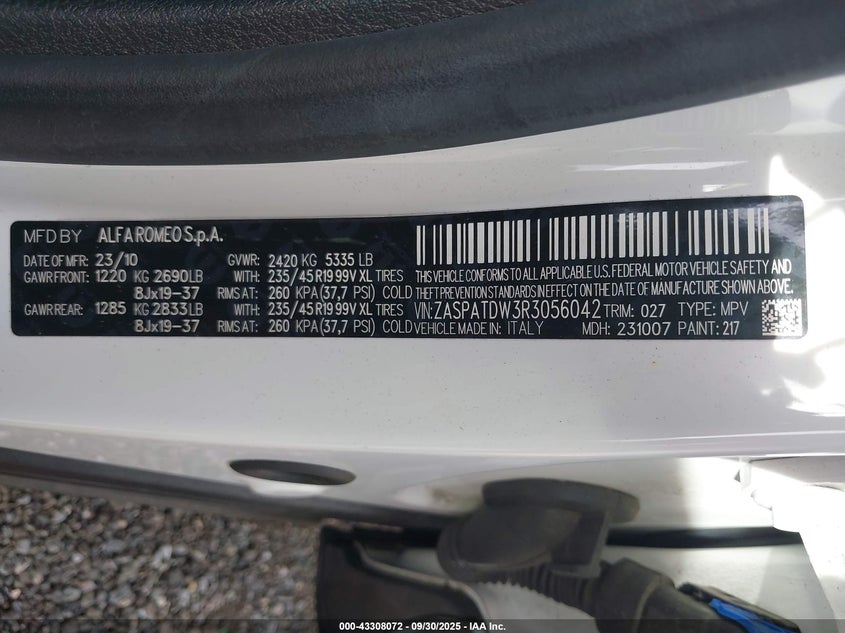 MFD BY ALFA ROMEO S.p.A.
DATE OF MFR: 23/10 GVWR: 2420 KG 5335 LB
GAWR FRONT: 1220 KG 2690LB WITH: 235/45 R19 99V XL TIRES
8Jx19-37 RIMS AT: 260 KPA (37,7 PSI) COLD
GAWR REAR: 1285 KG 2833LB WITH: 235/45 R19 99V XL TIRES
8Jx19-37 RIMS AT: 260 KPA (37,7 PSI) COLD
THIS VEHICLE CONFORMS TO ALL APPLICABLE U.S. FEDERAL MOTOR VEHICLE SAFETY AND
THEFT PREVENTION STANDARDS IN EFFECT ON THE DATE OF MANUFACTURE SHOWN ABOVE.
VIN: ZASPATDW3R3056042 TRIM: 027 TYPE: MPV
VEHICLE MADE IN: ITALY MDH: 231007 PAINT: 217
000-43308072 - 09/30/2025 - IAA Inc.